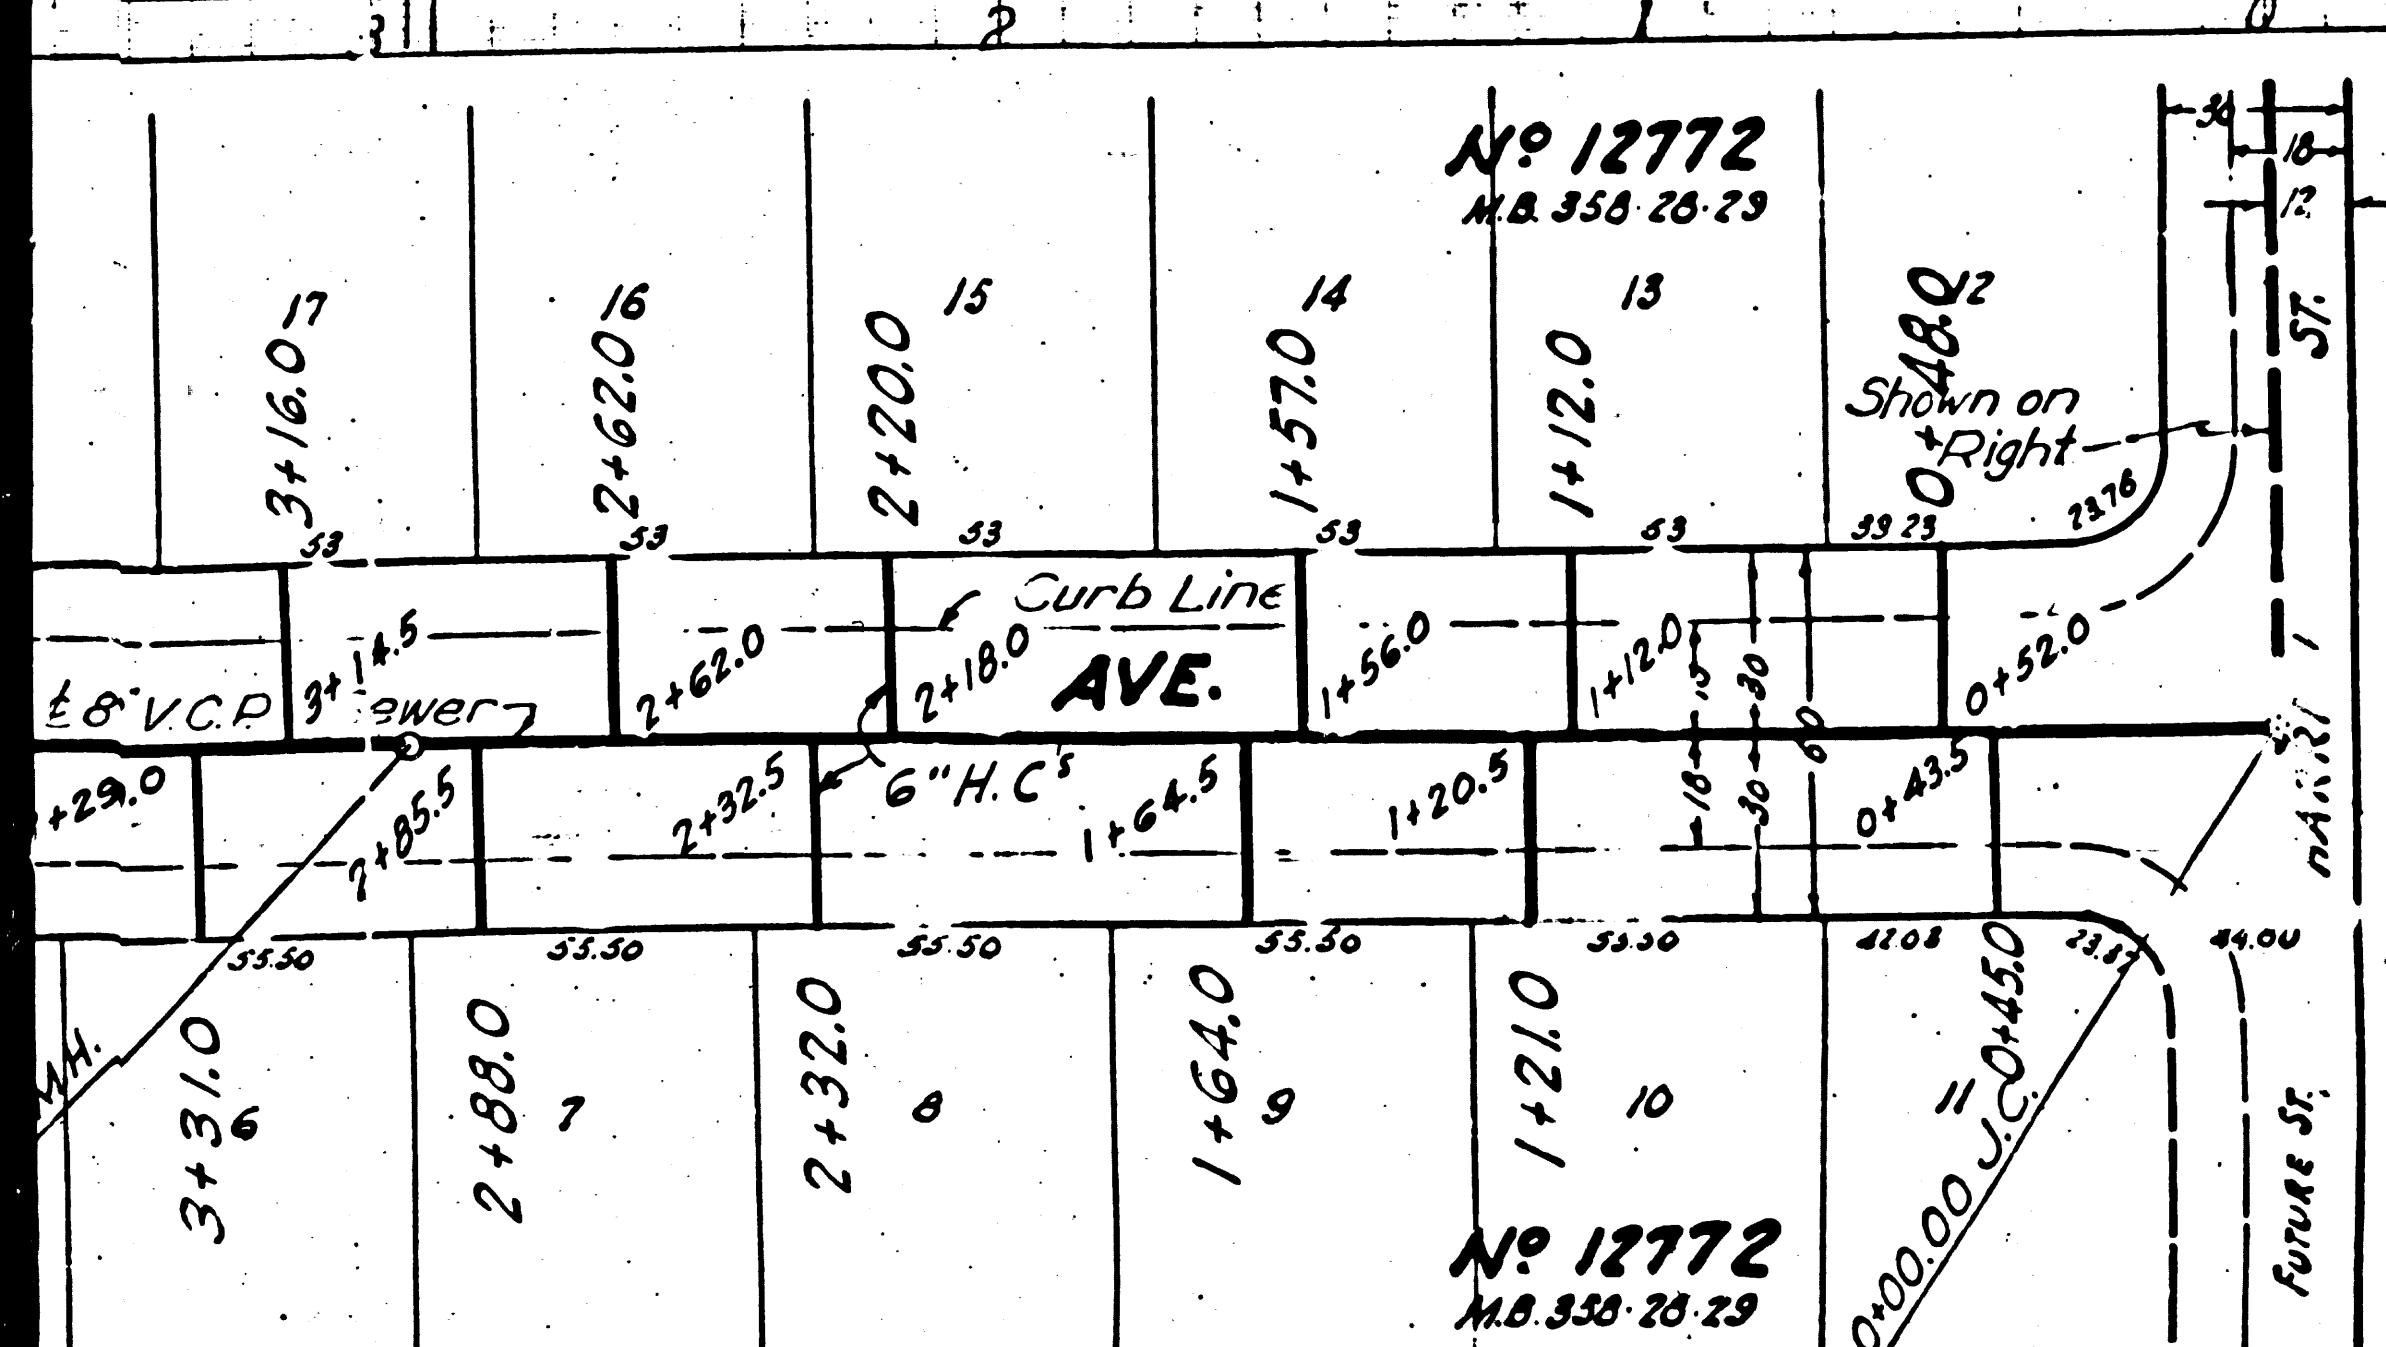 3 2 1 0
No 12772
M.B. 358·28·29
36
18
12
17 16 15 14 13 12
3+16.0 2+62.0 2+20.0 1+57.0 1+12.0 0+48.0
Shown on
Right
ST.
53 53 53 53 53 39 23 23.76
Curb Line
3+14.5 2+62.0 2+18.0 1+56.0 1+12.0 0+52.0
AVE.
8" V.C.P.
30
60
18
30
6" H.C's
2+85.5 2+32.5 1+64.5 1+20.5 0+43.5
55.50 55.50 55.50 55.50 55.50 42.08 23.87 44.00
3+31.0 2+88.0 2+32.0 1+64.0 1+21.0 0+45.0
6 7 8 9 10 11
M.H.
0+00.00 J.C.
FUTURE ST.
No 12772
M.B. 358·28·29